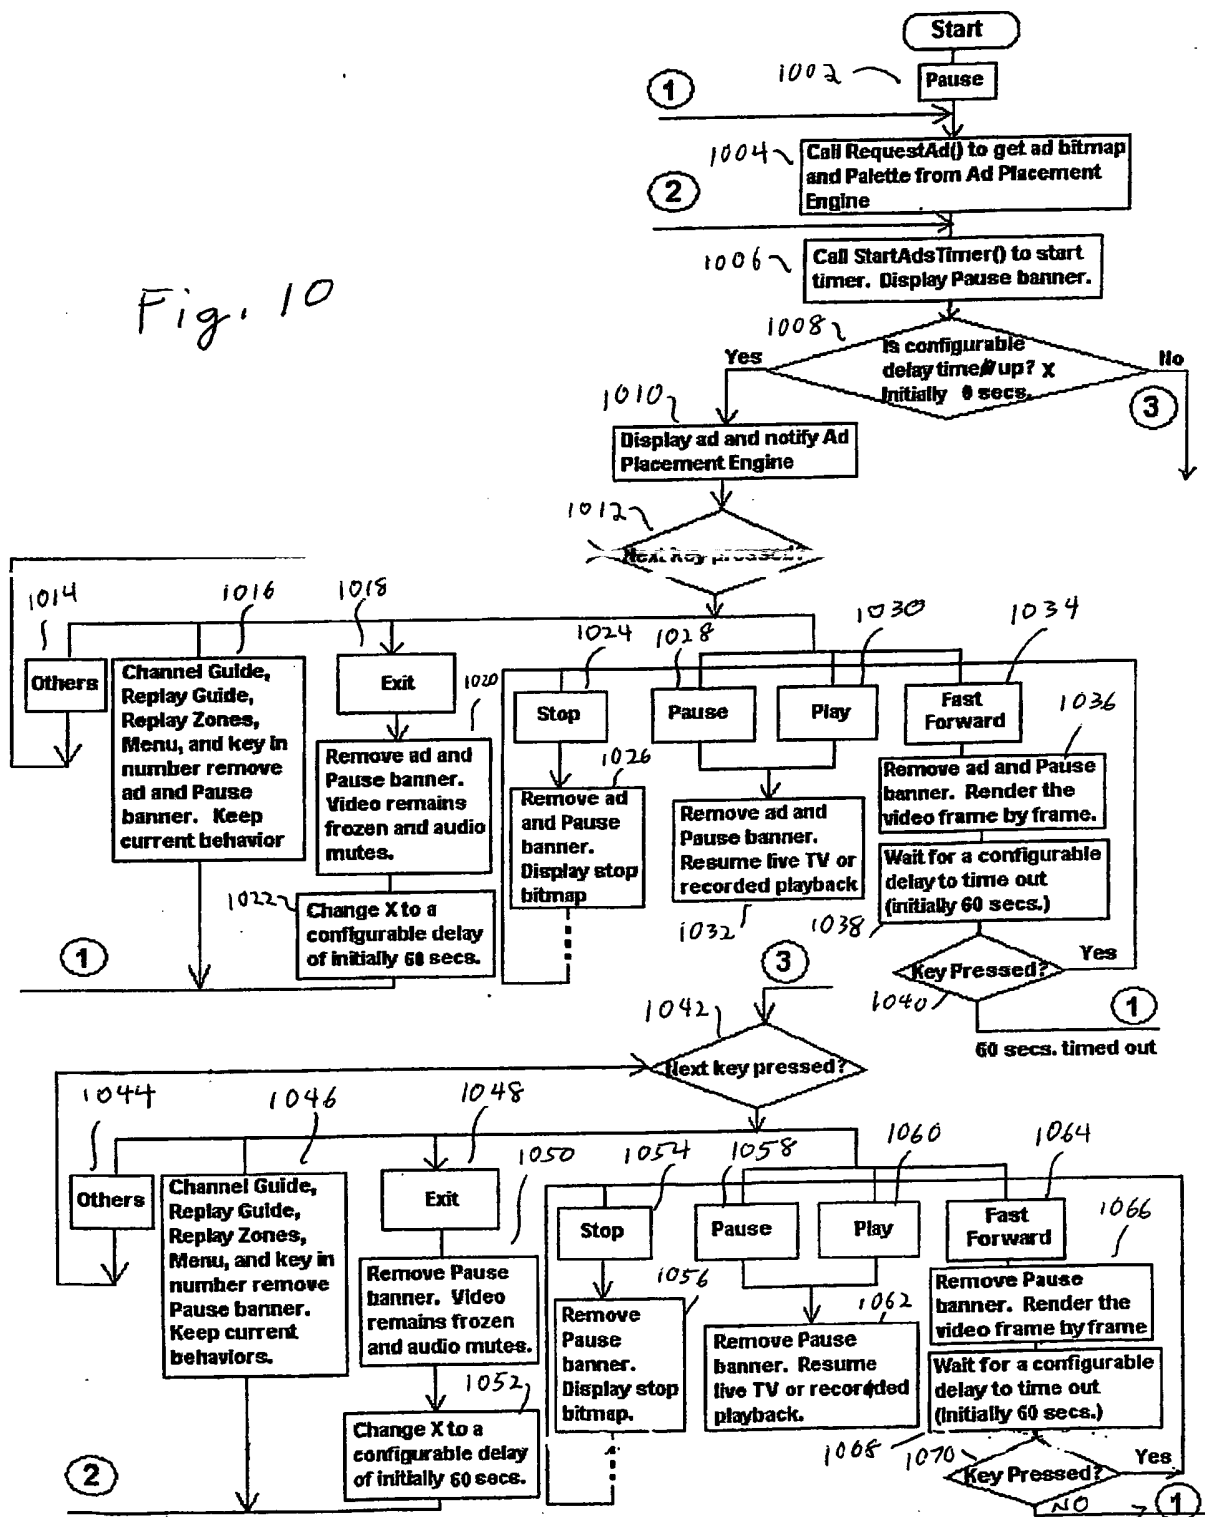 Start
1002
Pause
1
1004
Call RequestAd() to get ad bitmap
and Palette from Ad Placement
Engine
2
1006
Call StartAdsTimer() to start
timer. Display Pause banner.
Fig. 10
1008
Yes
Is configurable
delay time up? X
Initially 0 secs.
No
3
1010
Display ad and notify Ad
Placement Engine
1012
Next key pressed?
1014
Others
1016
Channel Guide,
Replay Guide,
Replay Zones,
Menu, and key in
number remove
ad and Pause
banner. Keep
current behavior
1018
Exit
1020
Remove ad and
Pause banner.
Video remains
frozen and audio
mutes.
1022
Change X to a
configurable delay
of initially 60 secs.
1
1024
Stop
1026
Remove ad
and Pause
banner.
Display stop
bitmap
1028
Pause
1030
Play
Remove ad and
Pause banner.
Resume live TV or
recorded playback
1032
1034
Fast
Forward
1036
Remove ad and Pause
banner. Render the
video frame by frame.
Wait for a configurable
delay to time out
(initially 60 secs.)
1038
Key Pressed?
Yes
1040
1
60 secs. timed out
3
1042
Next key pressed?
1044
Others
1046
Channel Guide,
Replay Guide,
Replay Zones,
Menu, and key in
number remove
Pause banner.
Keep current
behaviors.
1048
Exit
1050
Remove Pause
banner. Video
remains frozen
and audio mutes.
1052
Change X to a
configurable delay
of initially 60 secs.
2
1054
Stop
1056
Remove
Pause
banner.
Display stop
bitmap.
1058
Pause
1060
Play
1062
Remove Pause
banner. Resume
live TV or recorded
playback.
1064
Fast
Forward
1066
Remove Pause
banner. Render the
video frame by frame
Wait for a configurable
delay to time out
(Initially 60 secs.)
1068
1070
Key Pressed?
Yes
NO
1